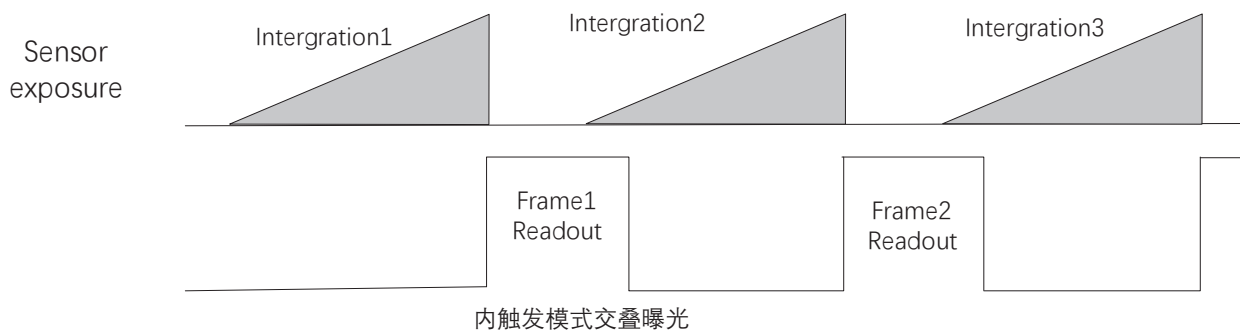 Sensor
exposure
Intergration1
Intergration2
Intergration3
Frame1
Readout
Frame2
Readout
内触发模式交叠曝光